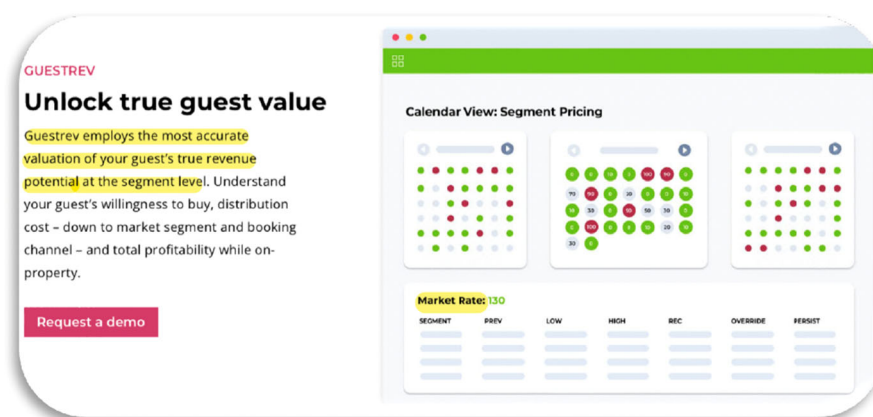 GUESTREV
Unlock true guest value
Guestrev employs the most accurate
valuation of your guest's true revenue
potential at the segment level. Understand
your guest's willingness to buy, distribution
cost – down to market segment and booking
channel – and total profitability while on-
property.
Request a demo
Calendar View: Segment Pricing
Market Rate: 130
SEGMENT PREV LOW HIGH REC OVERRIDE PERSIST